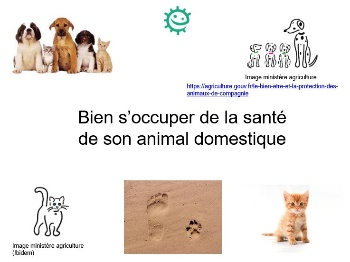 Image ministère agriculture
https://agriculture.gouv.fr/le-bien-etre-et-la-protection-des-
animaux-de-compagnie
Bien s’occuper de la santé
de son animal domestique
Image ministère agriculture
(Ibidem)